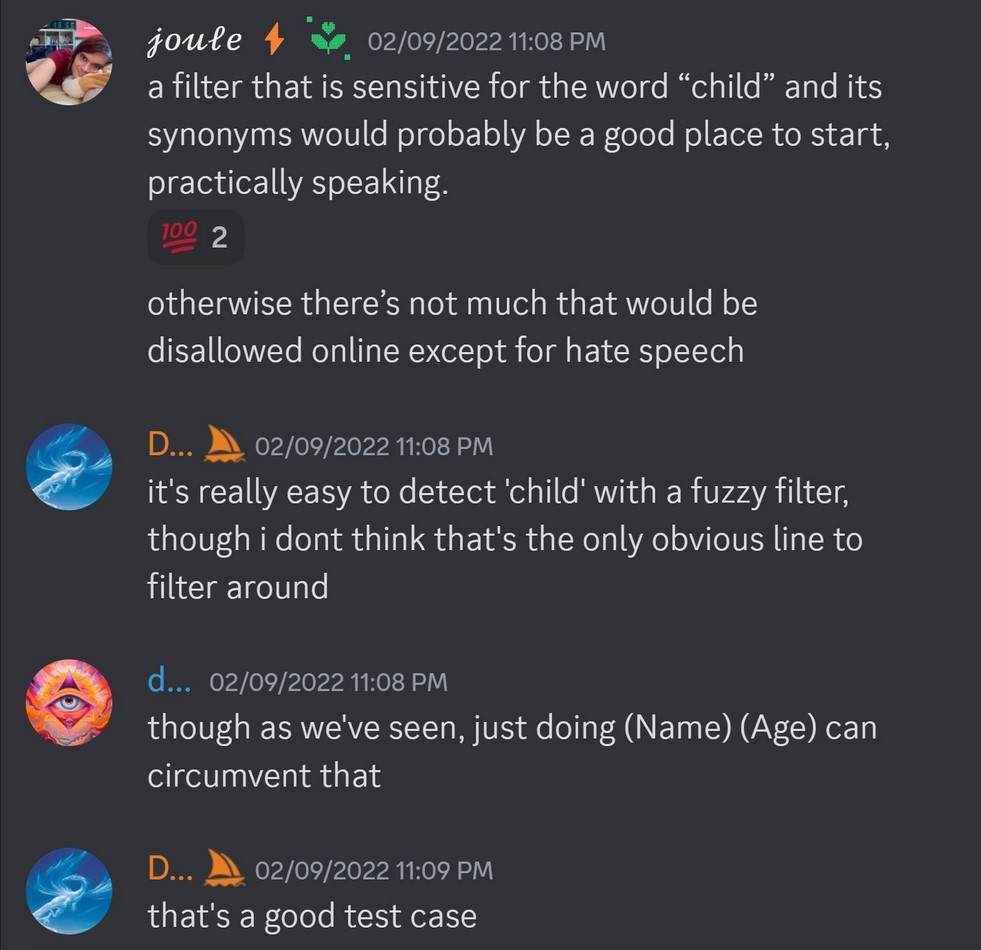 joule 02/09/2022 11:08 PM
a filter that is sensitive for the word “child” and its
synonyms would probably be a good place to start,
practically speaking.
100 2
otherwise there’s not much that would be
disallowed online except for hate speech
D... 02/09/2022 11:08 PM
it's really easy to detect 'child' with a fuzzy filter,
though i dont think that's the only obvious line to
filter around
d... 02/09/2022 11:08 PM
though as we've seen, just doing (Name) (Age) can
circumvent that
D... 02/09/2022 11:09 PM
that's a good test case